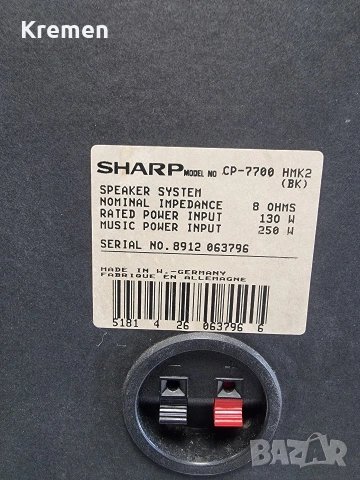 Kremen
SHARP MODEL NO CP-7700 HMK2
(BK)
SPEAKER SYSTEM
NOMINAL IMPEDANCE 8 OHMS
RATED POWER INPUT 130 W
MUSIC POWER INPUT 250 W
SERIAL NO. 8912 063796
MADE IN W.-GERMANY
FABRIQUE EN ALLEMAGNE
5181 4 26 063796 6
BAZAR